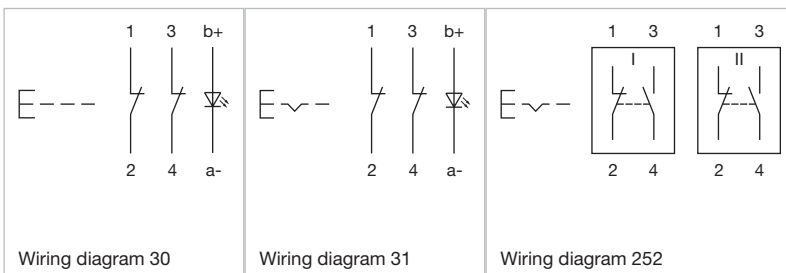 1 3 b+ 1 3 b+ 1 3 1 3
I II
2 4 a- 2 4 a- 2 4 2 4
Wiring diagram 30 Wiring diagram 31 Wiring diagram 252